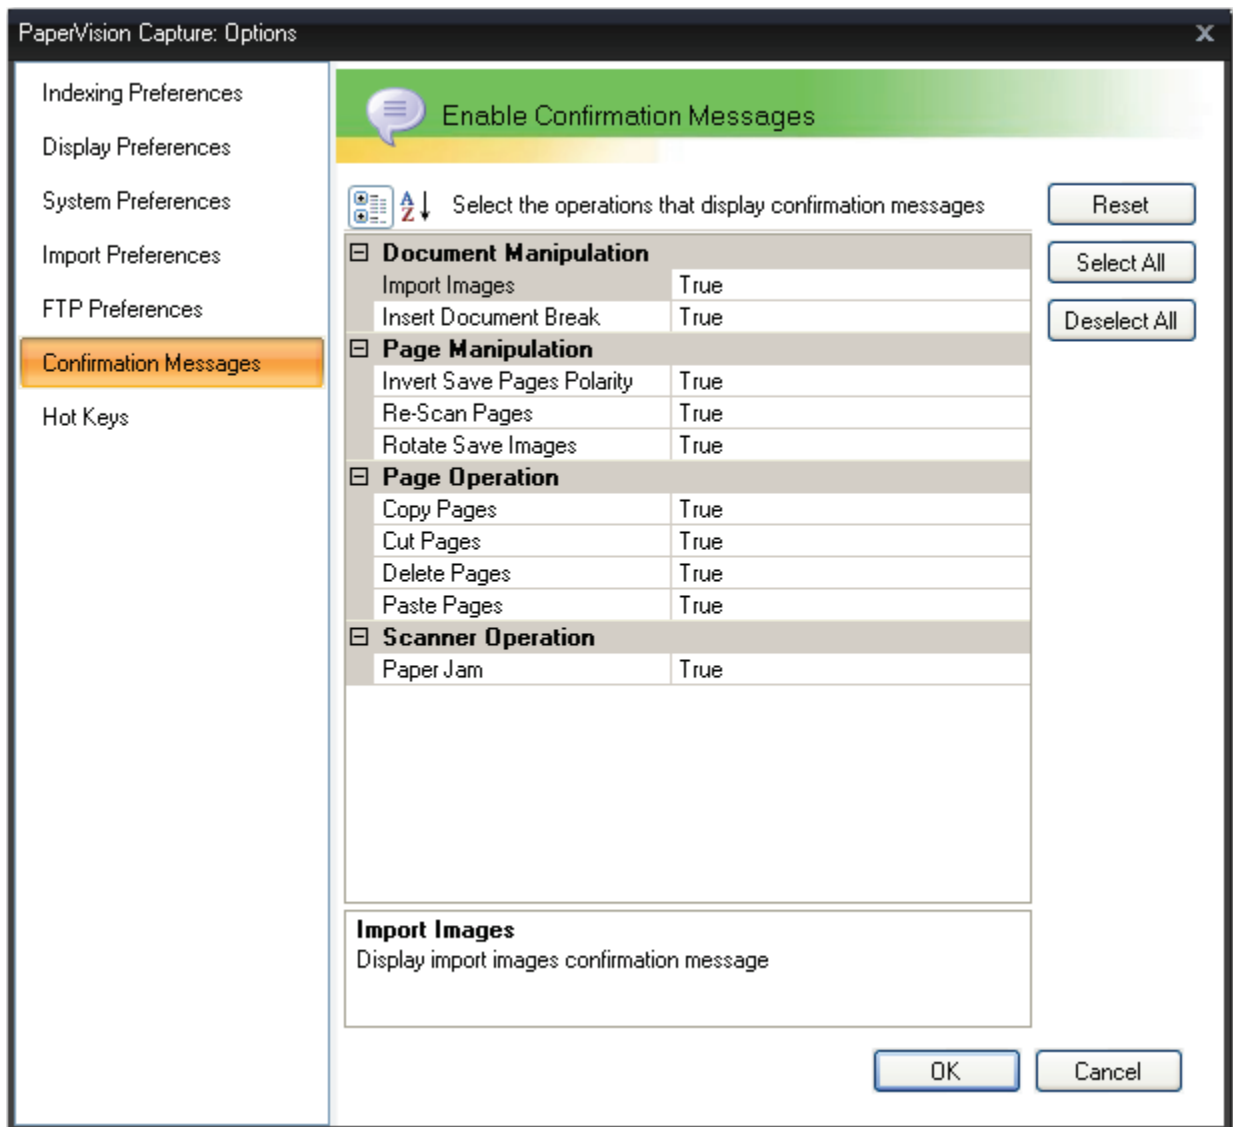 PaperVision Capture: Options
Indexing Preferences
Display Preferences
System Preferences
Import Preferences
FTP Preferences
Confirmation Messages
Hot Keys
Enable Confirmation Messages
Select the operations that display confirmation messages
Document Manipulation
Import Images True
Insert Document Break True
Page Manipulation
Invert Save Pages Polarity True
Re-Scan Pages True
Rotate Save Images True
Page Operation
Copy Pages True
Cut Pages True
Delete Pages True
Paste Pages True
Scanner Operation
Paper Jam True
Reset
Select All
Deselect All
Import Images
Display import images confirmation message
OK
Cancel